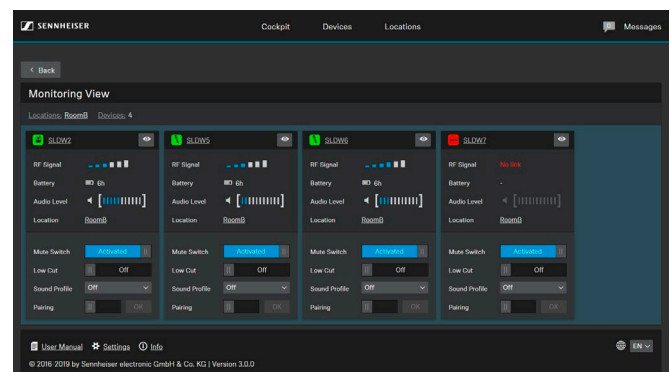 SENNHEISER Cockpit Devices Locations Messages
< Back
Monitoring View
Locations: RoomB Devices: 4
SLDW2 SLDW5 SLDW6 SLDW7
RF Signal RF Signal RF Signal RF Signal No link
Battery 6h Battery 6h Battery 6h Battery -
Audio Level Audio Level Audio Level Audio Level
Location RoomB Location RoomB Location RoomB Location RoomB
Mute Switch Activated Mute Switch Activated Mute Switch Activated Mute Switch Activated
Low Cut Off Low Cut Off Low Cut Off Low Cut Off
Sound Profile Off Sound Profile Off Sound Profile Off Sound Profile Off
Pairing OK Pairing OK Pairing OK Pairing OK
User Manual Settings Info EN
© 2016-2019 by Sennheiser electronic GmbH & Co. KG | Version 3.0.0